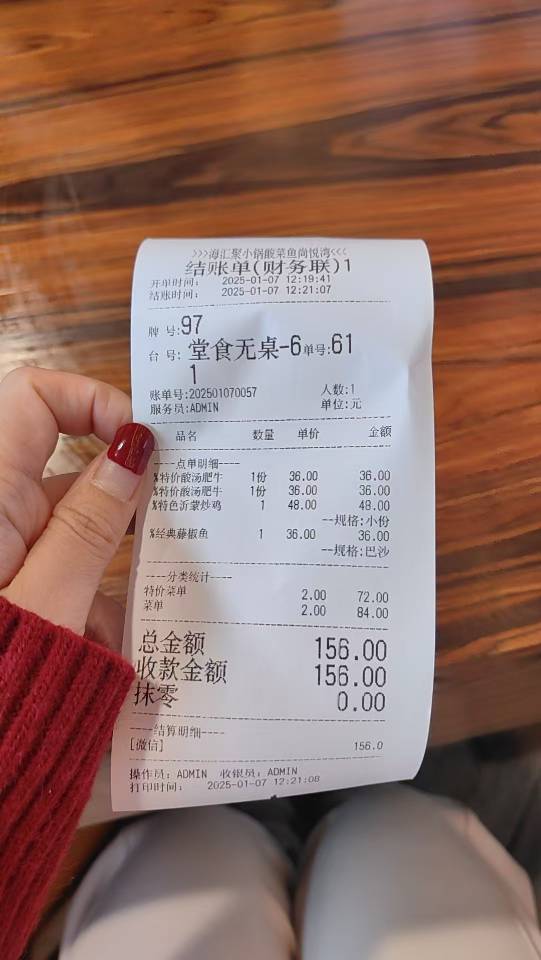 >>>海汇聚小锅酸菜鱼尚悦湾<<<
结账单(财务联)1
开单时间: 2025-01-07 12:19:41
结账时间: 2025-01-07 12:21:07
牌 号:97
台 号: 堂食无桌-6单号:61
1
账单号:202501070057 人数:1
服务员:ADMIN 单位:元
品名 数量 单价 金额
----点单明细----
%特价酸汤肥牛 1份 36.00 36.00
%特价酸汤肥牛 1份 36.00 36.00
%特色沂蒙炒鸡 1 48.00 48.00
--规格:小份
%经典藤椒鱼 1 36.00 36.00
--规格:巴沙
----分类统计----
特价菜单 2.00 72.00
菜单 2.00 84.00
总金额 156.00
收款金额 156.00
抹零 0.00
----结算明细----
[微信] 156.0
操作员: ADMIN 收银员: ADMIN
打印时间: 2025-01-07 12:21:08